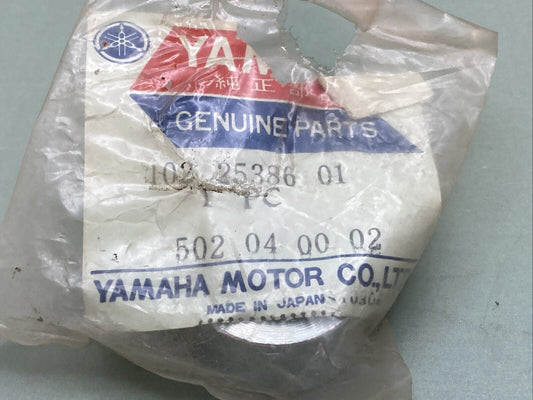 YAM
純正部
GENUINE PARTS
102 25386 01
1 PC
502 04 00 02
YAMAHA MOTOR CO., LT
MADE IN JAPAN